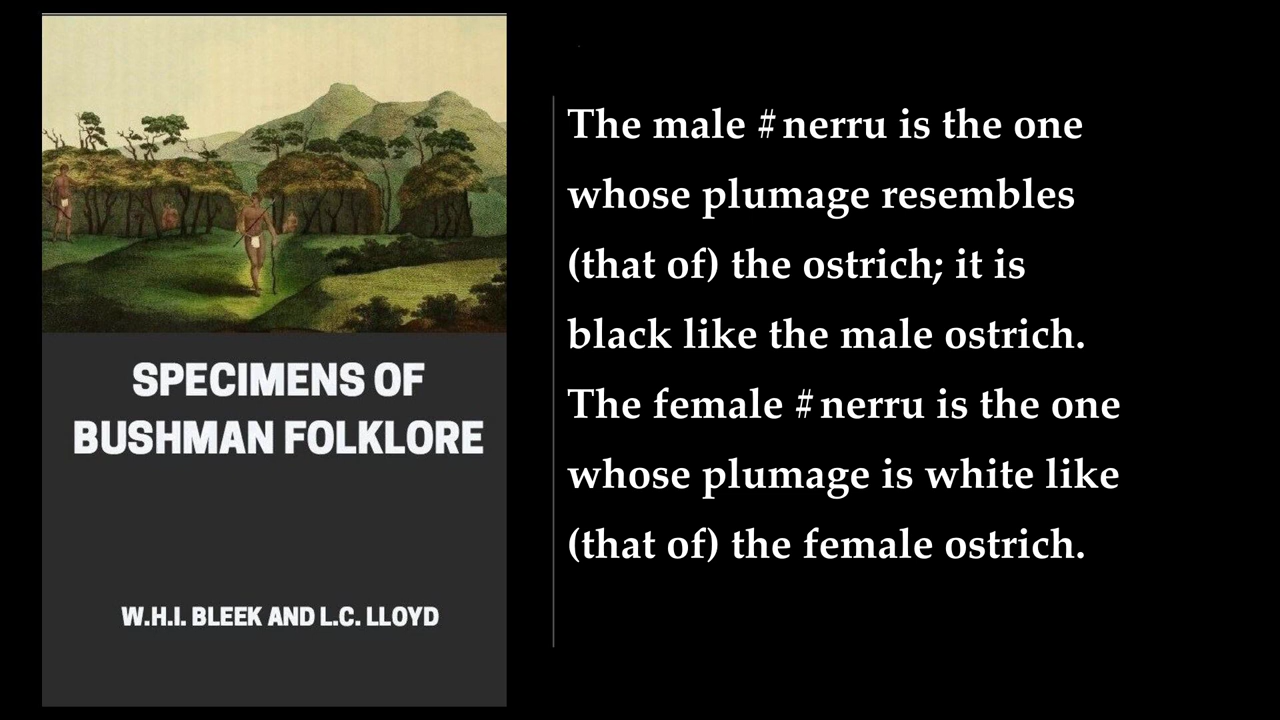 SPECIMENS OF
BUSHMAN FOLKLORE
W.H.I. BLEEK AND L.C. LLOYD
The male #nerru is the one
whose plumage resembles
(that of) the ostrich; it is
black like the male ostrich.
The female #nerru is the one
whose plumage is white like
(that of) the female ostrich.